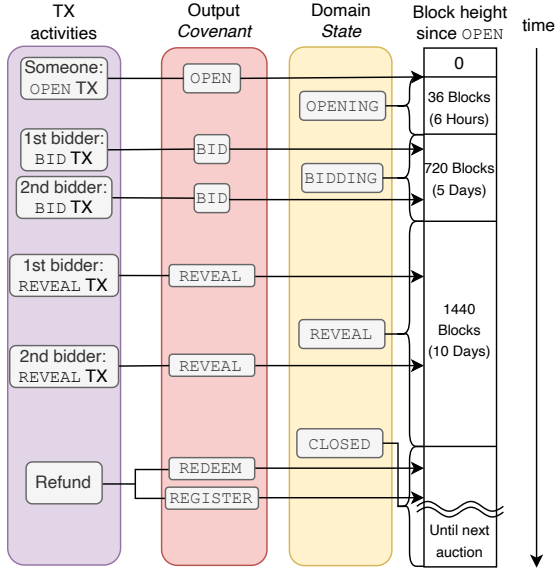 TX
activities
Output
Covenant
Domain
State
Block height
since OPEN
time
Someone:
OPEN TX
OPEN
0
OPENING
36 Blocks
(6 Hours)
1st bidder:
BID TX
BID
BIDDING
720 Blocks
(5 Days)
2nd bidder:
BID TX
BID
1st bidder:
REVEAL TX
REVEAL
1440
Blocks
(10 Days)
REVEAL
2nd bidder:
REVEAL TX
REVEAL
CLOSED
Refund
REDEEM
REGISTER
Until next
auction